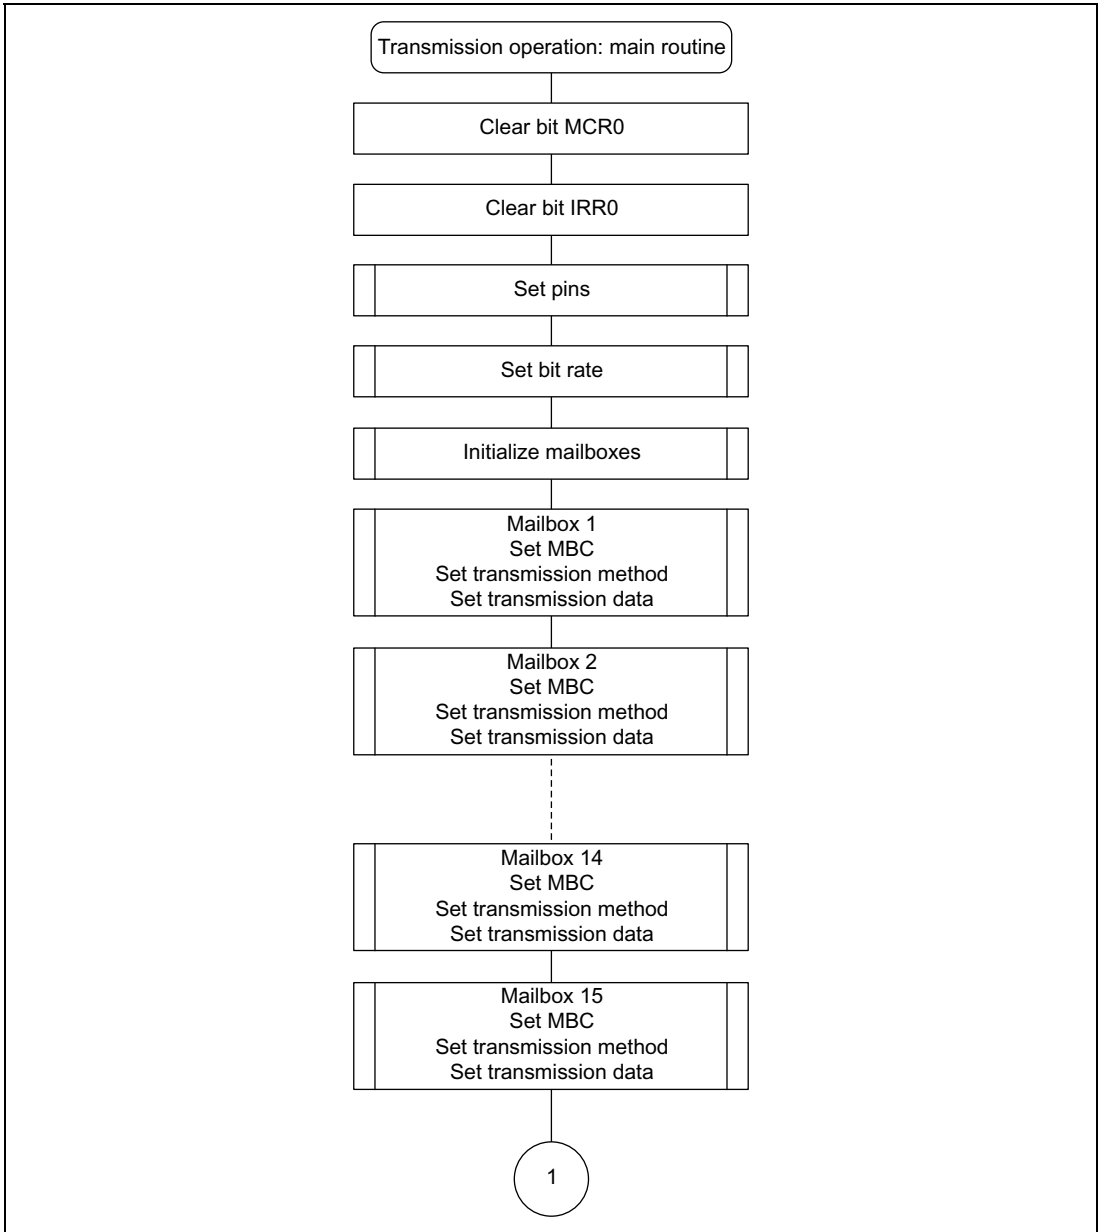 Transmission operation: main routine
Clear bit MCR0
Clear bit IRR0
Set pins
Set bit rate
Initialize mailboxes
Mailbox 1
Set MBC
Set transmission method
Set transmission data
Mailbox 2
Set MBC
Set transmission method
Set transmission data
Mailbox 14
Set MBC
Set transmission method
Set transmission data
Mailbox 15
Set MBC
Set transmission method
Set transmission data
1